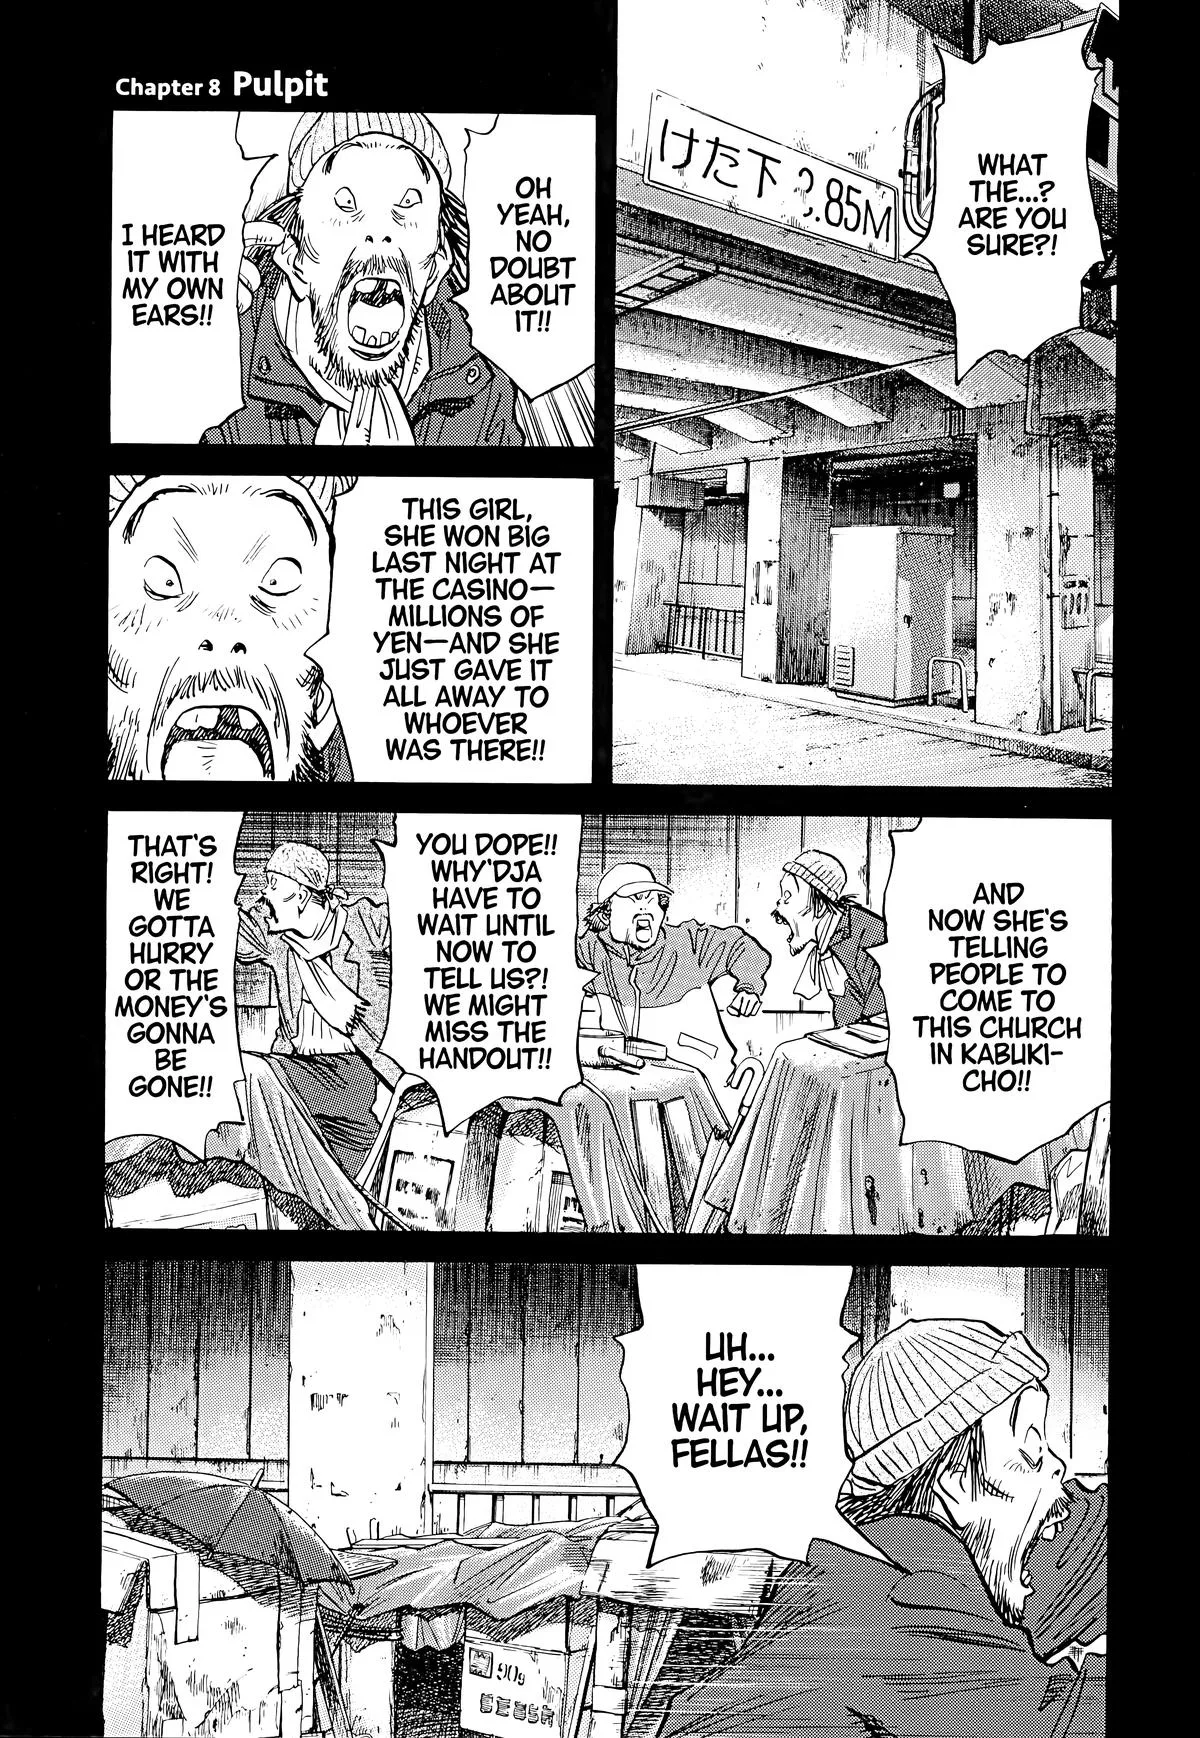 Chapter 8 Pulpit
WHAT
THE...?
ARE YOU
SURE?!
けた下 3.85M
OH
YEAH,
NO
DOUBT
ABOUT
IT!!
I HEARD
IT WITH
MY OWN
EARS!!
THIS GIRL,
SHE WON BIG
LAST NIGHT AT
THE CASINO—
MILLIONS OF
YEN—AND SHE
JUST GAVE IT
ALL AWAY TO
WHOEVER
WAS THERE!!
AND
NOW SHE'S
TELLING
PEOPLE TO
COME TO
THIS CHURCH
IN KABUKI-
CHO!!
YOU DOPE!!
WHY'DJA
HAVE TO
WAIT UNTIL
NOW TO
TELL US?!
WE MIGHT
MISS THE
HANDOUT!!
THAT'S
RIGHT!
WE
GOTTA
HURRY
OR THE
MONEY'S
GONNA
BE
GONE!!
UH...
HEY...
WAIT UP,
FELLAS!!
90g